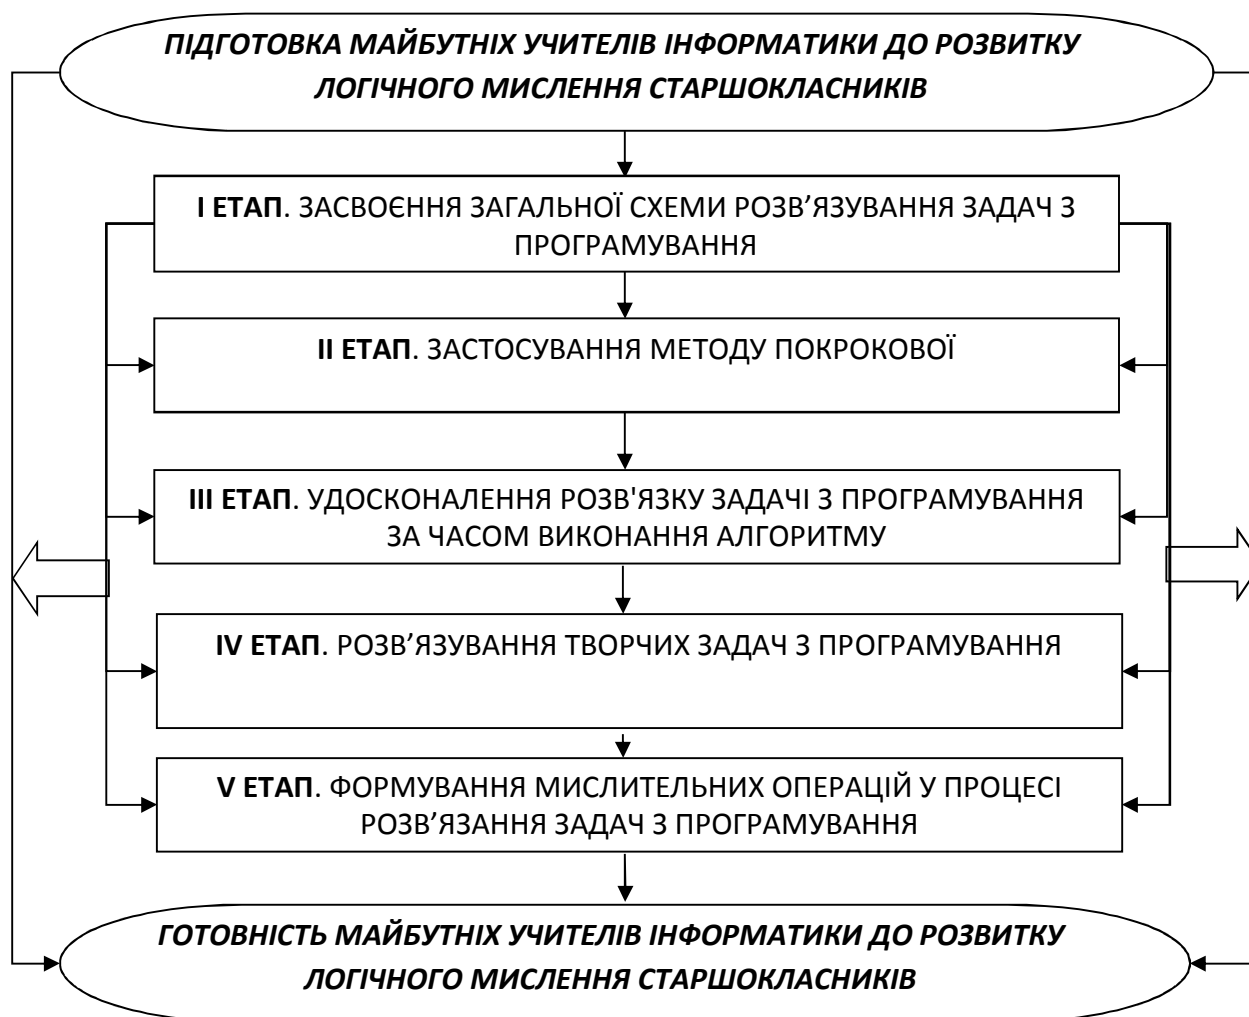 ПІДГОТОВКА МАЙБУТНІХ УЧИТЕЛІВ ІНФОРМАТИКИ ДО РОЗВИТКУ
ЛОГІЧНОГО МИСЛЕННЯ СТАРШОКЛАСНИКІВ
І ЕТАП. ЗАСВОЄННЯ ЗАГАЛЬНОЇ СХЕМИ РОЗВ’ЯЗУВАННЯ ЗАДАЧ З
ПРОГРАМУВАННЯ
ІІ ЕТАП. ЗАСТОСУВАННЯ МЕТОДУ ПОКРОКОВОЇ
ІІІ ЕТАП. УДОСКОНАЛЕННЯ РОЗВ'ЯЗКУ ЗАДАЧІ З ПРОГРАМУВАННЯ
ЗА ЧАСОМ ВИКОНАННЯ АЛГОРИТМУ
IV ЕТАП. РОЗВ’ЯЗУВАННЯ ТВОРЧИХ ЗАДАЧ З ПРОГРАМУВАННЯ
V ЕТАП. ФОРМУВАННЯ МИСЛИТЕЛЬНИХ ОПЕРАЦІЙ У ПРОЦЕСІ
РОЗВ’ЯЗАННЯ ЗАДАЧ З ПРОГРАМУВАННЯ
ГОТОВНІСТЬ МАЙБУТНІХ УЧИТЕЛІВ ІНФОРМАТИКИ ДО РОЗВИТКУ
ЛОГІЧНОГО МИСЛЕННЯ СТАРШОКЛАСНИКІВ